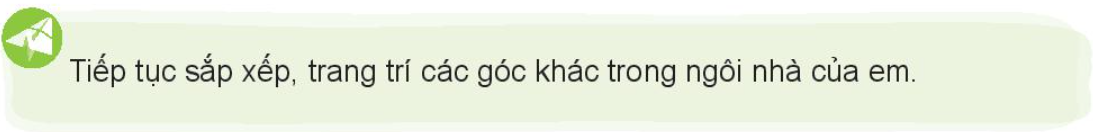 Tiếp tục sắp xếp, trang trí các góc khác trong ngôi nhà của em.